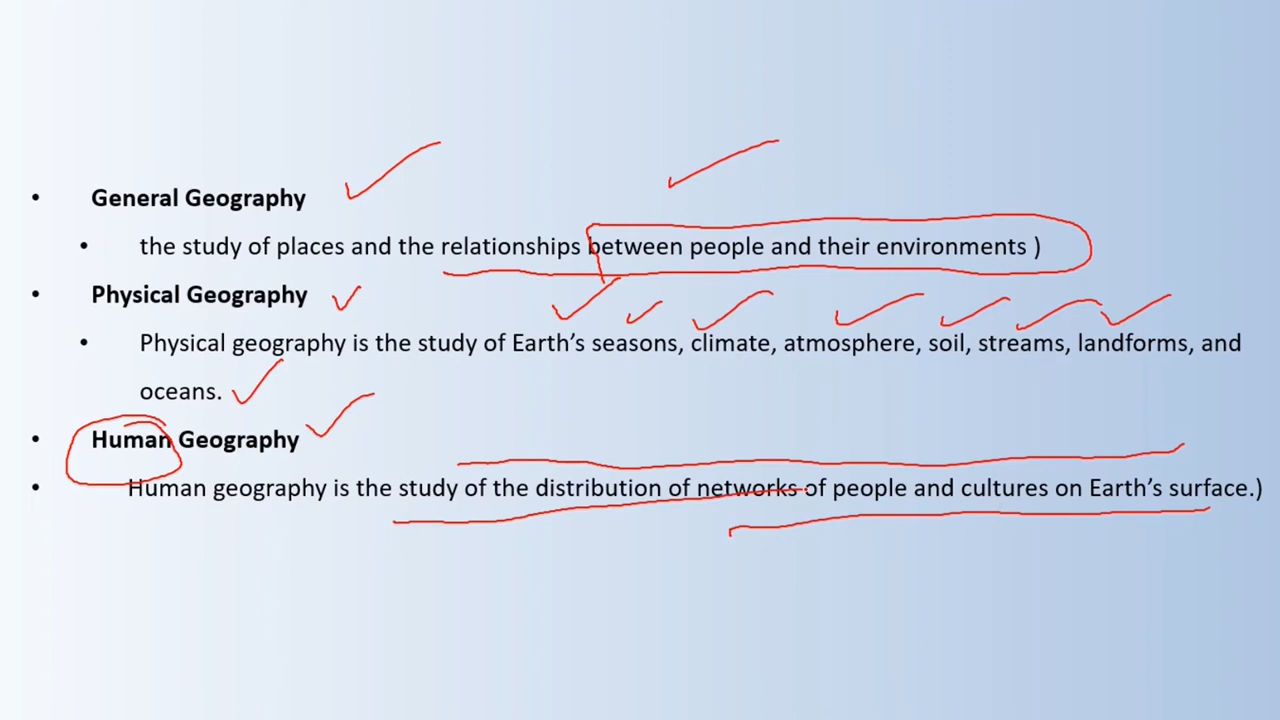 • General Geography
• the study of places and the relationships between people and their environments )
• Physical Geography
• Physical geography is the study of Earth’s seasons, climate, atmosphere, soil, streams, landforms, and
oceans.
• Human Geography
• Human geography is the study of the distribution of networks of people and cultures on Earth’s surface.)